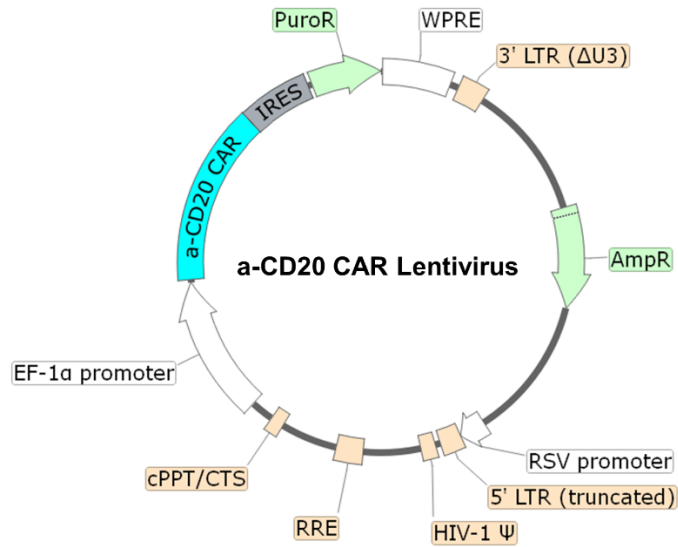 PuroR
WPRE
3' LTR (ΔU3)
IRES
a-CD20 CAR
a-CD20 CAR Lentivirus
AmpR
EF-1α promoter
cPPT/CTS
RRE
HIV-1 Ψ
5' LTR (truncated)
RSV promoter